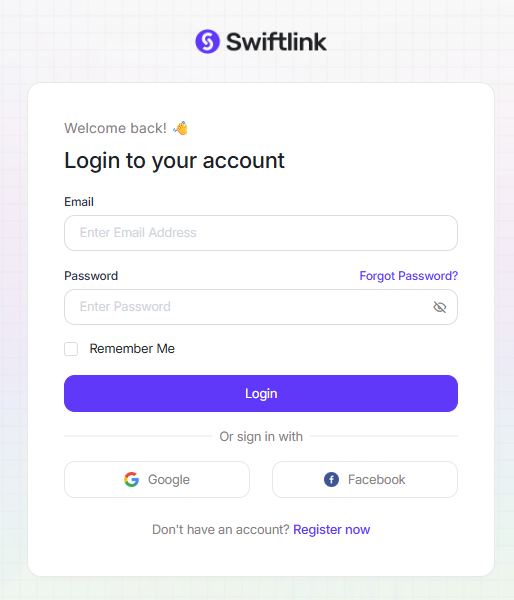 Swiftlink
Welcome back! 👋
Login to your account
Email
Enter Email Address
Password Forgot Password?
Enter Password
Remember Me
Login
Or sign in with
Google Facebook
Don't have an account? Register now